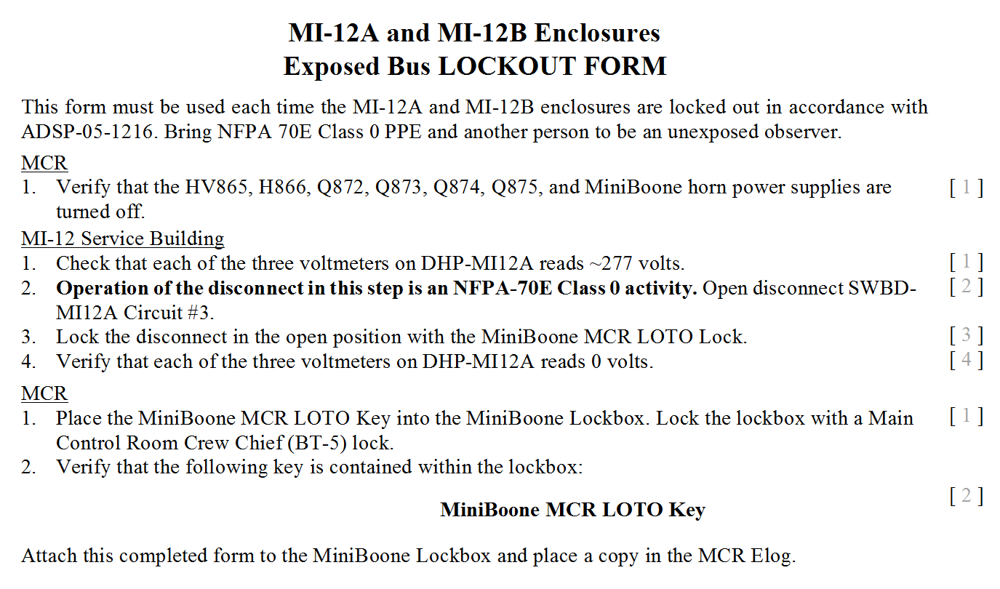 MI-12A and MI-12B Enclosures
Exposed Bus LOCKOUT FORM
This form must be used each time the MI-12A and MI-12B enclosures are locked out in accordance with
ADSP-05-1216. Bring NFPA 70E Class 0 PPE and another person to be an unexposed observer.
MCR
1. Verify that the HV865, H866, Q872, Q873, Q874, Q875, and MiniBoone horn power supplies are [ 1 ]
turned off.
MI-12 Service Building
1. Check that each of the three voltmeters on DHP-MI12A reads ~277 volts. [ 1 ]
2. Operation of the disconnect in this step is an NFPA-70E Class 0 activity. Open disconnect SWBD- [ 2 ]
MI12A Circuit #3.
3. Lock the disconnect in the open position with the MiniBoone MCR LOTO Lock. [ 3 ]
4. Verify that each of the three voltmeters on DHP-MI12A reads 0 volts. [ 4 ]
MCR
1. Place the MiniBoone MCR LOTO Key into the MiniBoone Lockbox. Lock the lockbox with a Main [ 1 ]
Control Room Crew Chief (BT-5) lock.
2. Verify that the following key is contained within the lockbox:
[ 2 ]
MiniBoone MCR LOTO Key
Attach this completed form to the MiniBoone Lockbox and place a copy in the MCR Elog.